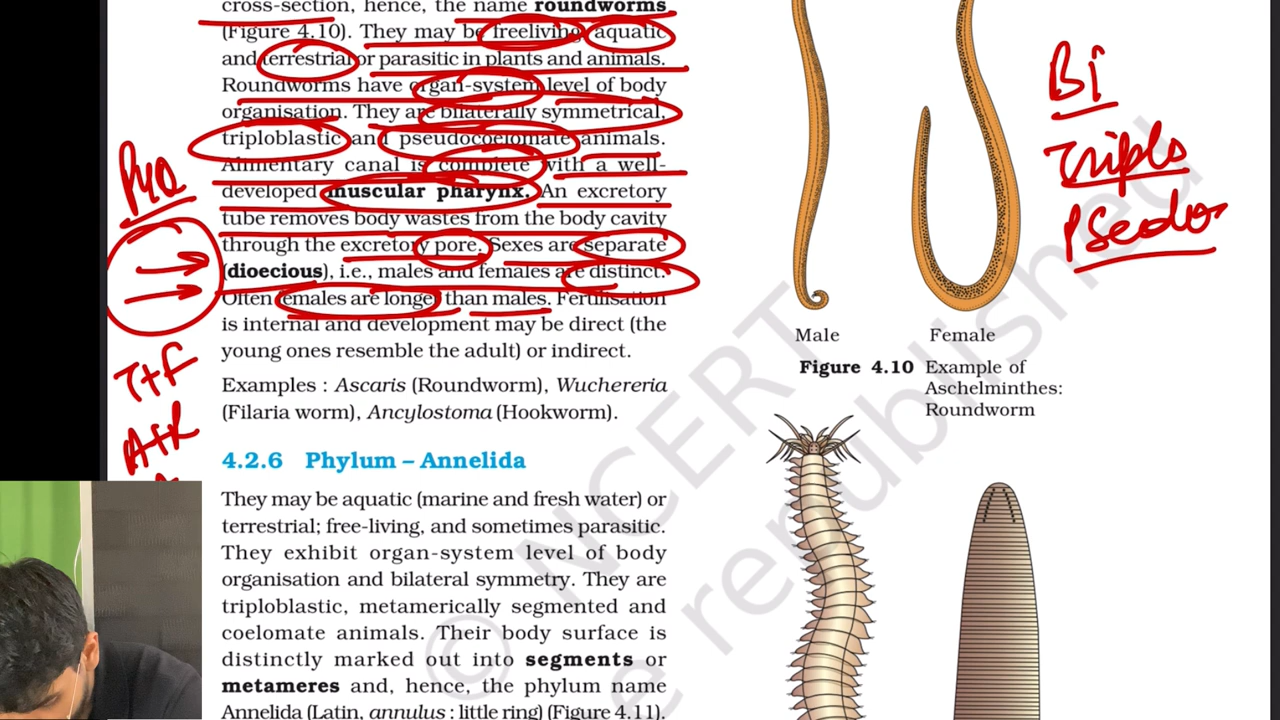 cross-section, hence, the name roundworms
(Figure 4.10). They may be freeliving, aquatic
and terrestrial or parasitic in plants and animals.
Roundworms have organ-system level of body
organisation. They are bilaterally symmetrical,
triploblastic and pseudocoelomate animals.
Alimentary canal is complete with a well-
developed muscular pharynx. An excretory
tube removes body wastes from the body cavity
through the excretory pore. Sexes are separate
(dioecious), i.e., males and females are distinct.
Often females are longer than males. Fertilisation
is internal and development may be direct (the
young ones resemble the adult) or indirect.
Examples : Ascaris (Roundworm), Wuchereria
(Filaria worm), Ancylostoma (Hookworm).
4.2.6 Phylum – Annelida
They may be aquatic (marine and fresh water) or
terrestrial; free-living, and sometimes parasitic.
They exhibit organ-system level of body
organisation and bilateral symmetry. They are
triploblastic, metamerically segmented and
coelomate animals. Their body surface is
distinctly marked out into segments or
metameres and, hence, the phylum name
Annelida (Latin, annulus : little ring) (Figure 4.11).
PYQ
T+F
A+R
Bi
Triplo
Psedo
Male Female
Figure 4.10 Example of
Aschelminthes:
Roundworm
© NCERT
republished